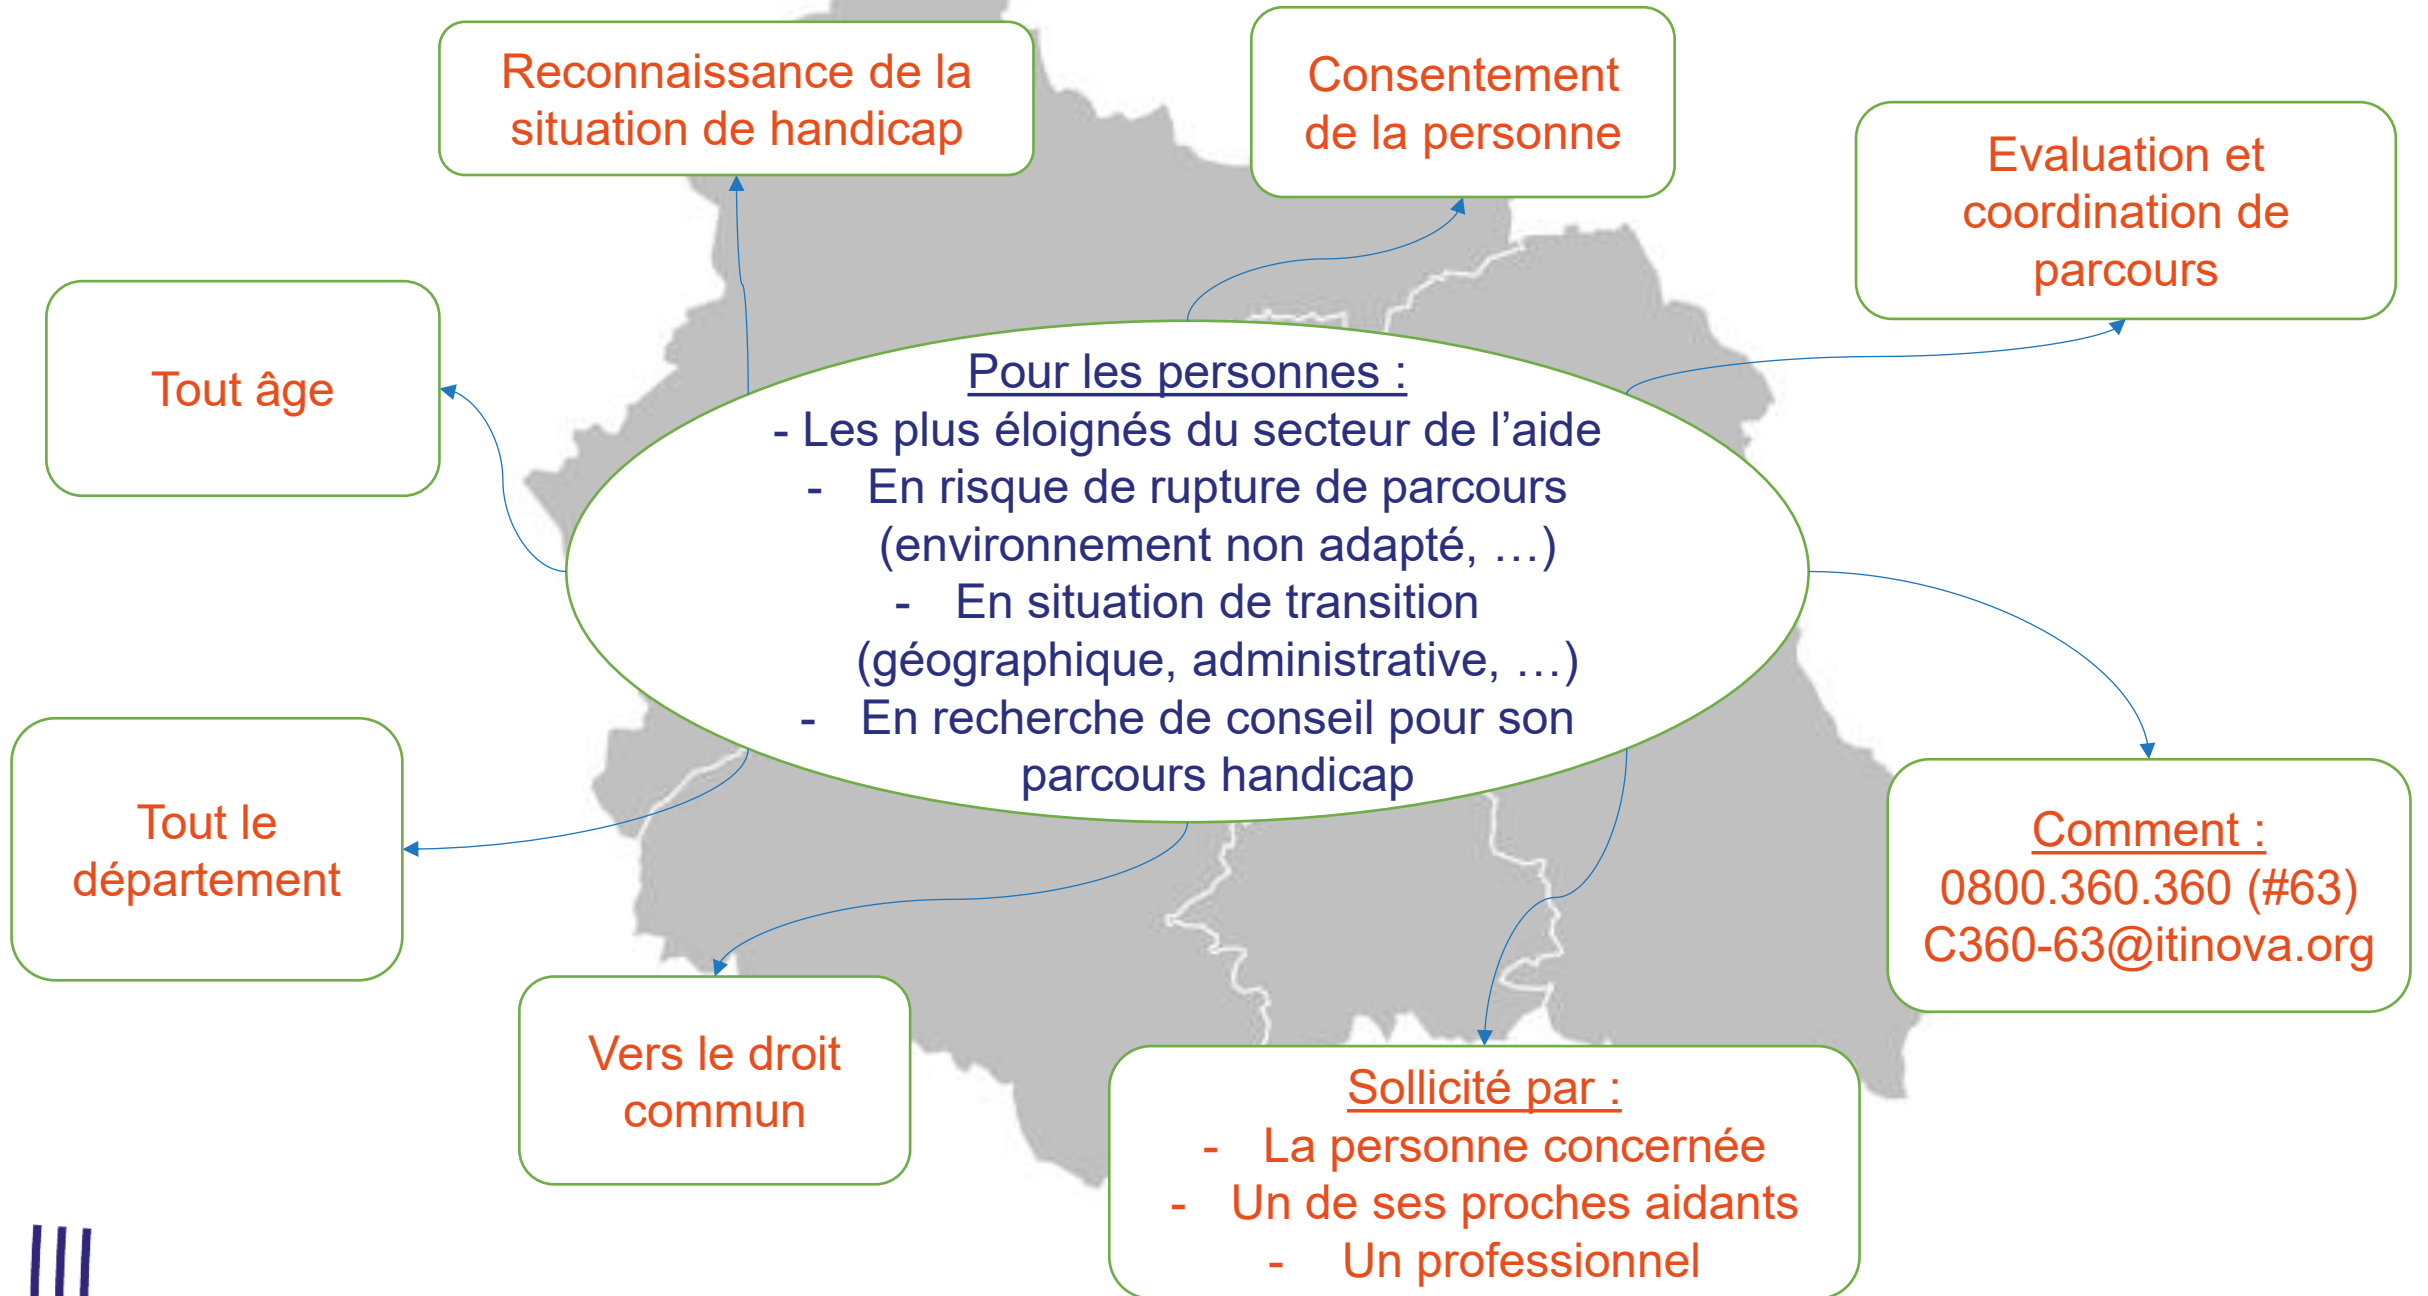 Reconnaissance de la
situation de handicap
Consentement
de la personne
Evaluation et
coordination de
parcours
Tout âge
Pour les personnes :
- Les plus éloignés du secteur de l’aide
- En risque de rupture de parcours
(environnement non adapté, …)
- En situation de transition
(géographique, administrative, …)
- En recherche de conseil pour son
parcours handicap
Tout le
département
Comment :
0800.360.360 (#63)
C360-63@itinova.org
Vers le droit
commun
Sollicité par :
- La personne concernée
- Un de ses proches aidants
- Un professionnel